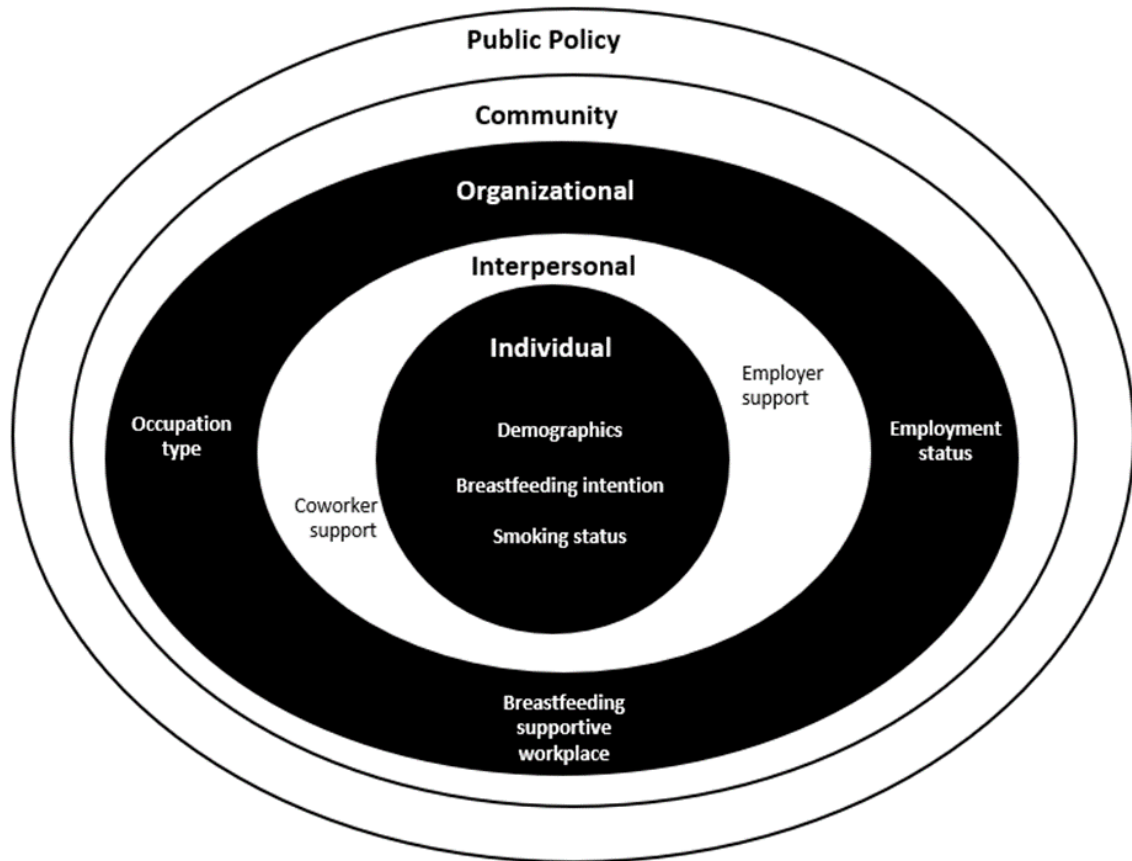 Public Policy
Community
Organizational
Interpersonal
Individual
Employer
support
Occupation
type
Demographics
Employment
status
Breastfeeding intention
Coworker
support
Smoking status
Breastfeeding
supportive
workplace